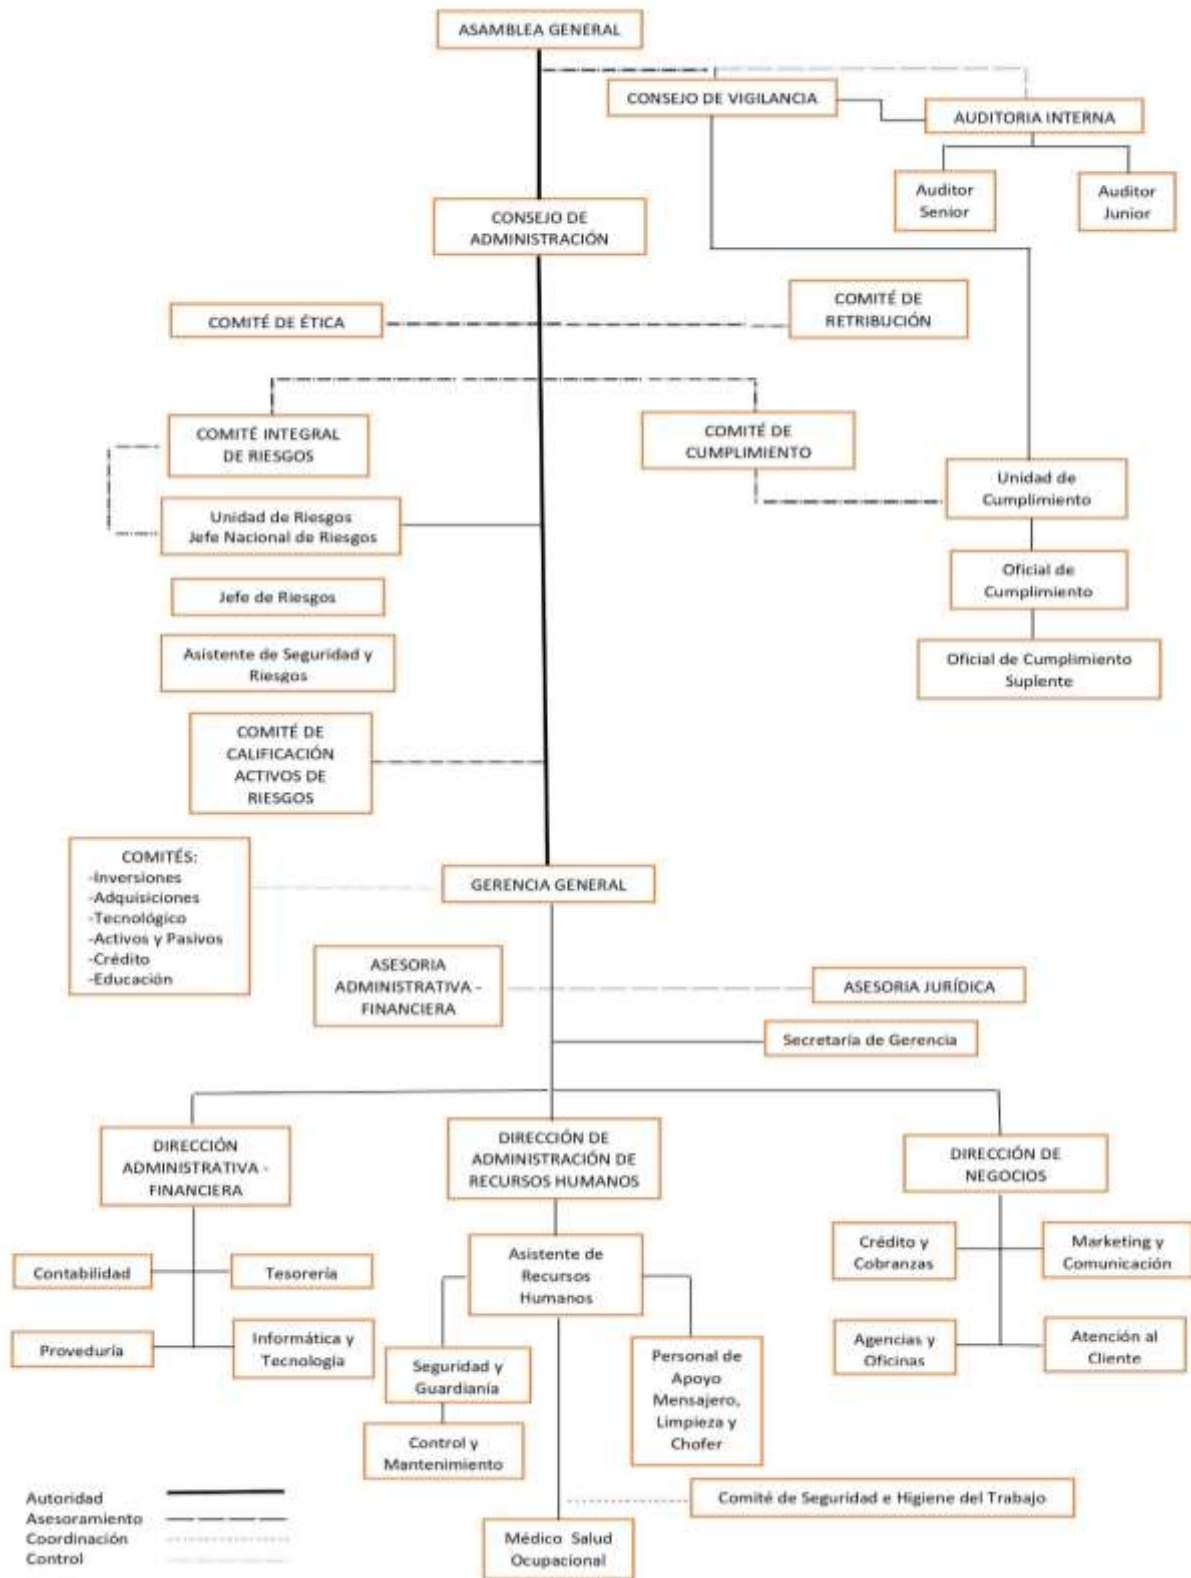 ASAMBLEA GENERAL
CONSEJO DE VIGILANCIA
AUDITORIA INTERNA
Auditor
Senior
Auditor
Junior
CONSEJO DE
ADMINISTRACIÓN
COMITÉ DE ÉTICA
COMITÉ DE
RETRIBUCIÓN
COMITÉ INTEGRAL
DE RIESGOS
COMITÉ DE
CUMPLIMIENTO
Unidad de
Cumplimiento
Unidad de Riesgos
Jefe Nacional de Riesgos
Oficial de
Cumplimiento
Jefe de Riesgos
Asistente de Seguridad y
Riesgos
Oficial de Cumplimiento
Suplente
COMITÉ DE
CALIFICACIÓN
ACTIVOS DE
RIESGOS
COMITÉS:
-Inversiones
-Adquisiciones
-Tecnológico
-Activos y Pasivos
-Crédito
-Educación
GERENCIA GENERAL
ASESORIA
ADMINISTRATIVA -
FINANCIERA
ASESORIA JURÍDICA
Secretaría de Gerencia
DIRECCIÓN
ADMINISTRATIVA -
FINANCIERA
DIRECCIÓN DE
ADMINISTRACIÓN DE
RECURSOS HUMANOS
DIRECCIÓN DE
NEGOCIOS
Contabilidad
Tesorería
Proveduría
Informática y
Tecnología
Asistente de
Recursos
Humanos
Crédito y
Cobranzas
Marketing y
Comunicación
Agencias y
Oficinas
Atención al
Cliente
Seguridad y
Guardianía
Personal de
Apoyo
Mensajero,
Limpieza y
Chofer
Control y
Mantenimiento
Comité de Seguridad e Higiene del Trabajo
Médico Salud
Ocupacional
Autoridad
Asesoramiento
Coordinación
Control